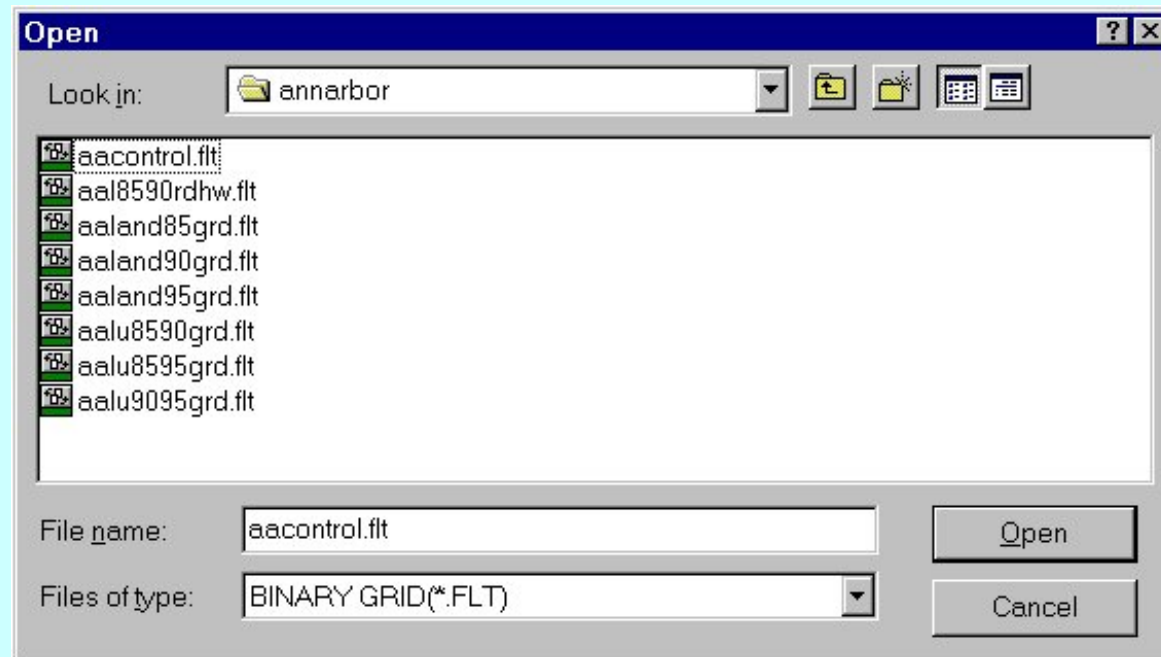 Open
Look in: annarbor
aacontrol.flt
aal8590rdhw.flt
aaland85grd.flt
aaland90grd.flt
aaland95grd.flt
aalu8590grd.flt
aalu8595grd.flt
aalu9095grd.flt
File name: aacontrol.flt Open
Files of type: BINARY GRID(*.FLT) Cancel